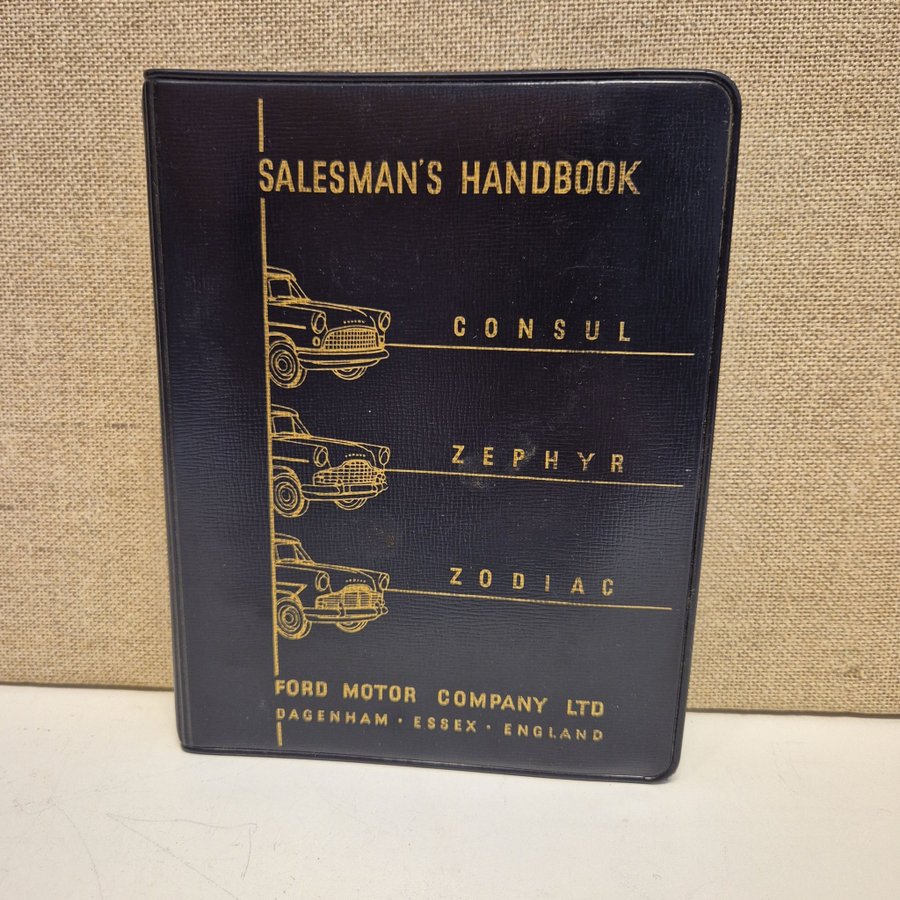 SALESMAN'S HANDBOOK
CONSUL
ZEPHYR
ZODIAC
FORD MOTOR COMPANY LTD
DAGENHAM · ESSEX · ENGLAND